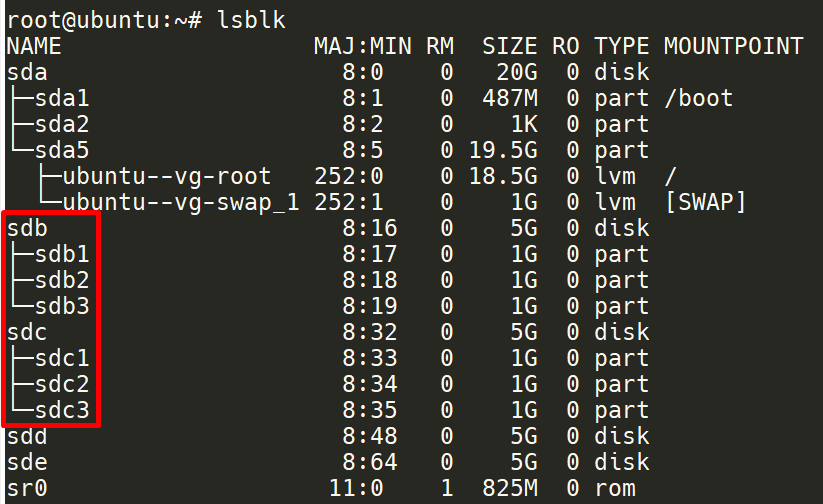 root@ubuntu:~# lsblk
NAME                  MAJ:MIN RM   SIZE RO TYPE MOUNTPOINT
sda                     8:0    0    20G  0 disk
├─sda1                  8:1    0   487M  0 part /boot
├─sda2                  8:2    0     1K  0 part
└─sda5                  8:5    0  19.5G  0 part
  ├─ubuntu--vg-root   252:0    0  18.5G  0 lvm  /
  └─ubuntu--vg-swap_1 252:1    0     1G  0 lvm  [SWAP]
sdb                     8:16   0     5G  0 disk
├─sdb1                  8:17   0     1G  0 part
├─sdb2                  8:18   0     1G  0 part
└─sdb3                  8:19   0     1G  0 part
sdc                     8:32   0     5G  0 disk
├─sdc1                  8:33   0     1G  0 part
├─sdc2                  8:34   0     1G  0 part
└─sdc3                  8:35   0     1G  0 part
sdd                     8:48   0     5G  0 disk
sde                     8:64   0     5G  0 disk
sr0                    11:0    1   825M  0 rom